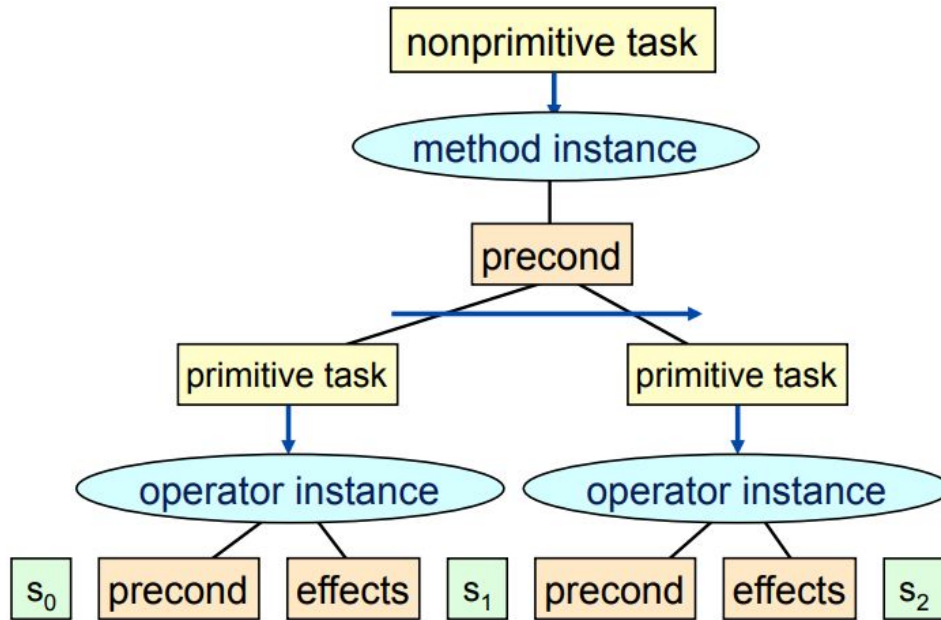 nonprimitive task
method instance
precond
primitive task
primitive task
operator instance
operator instance
s₀
precond
effects
s₁
precond
effects
s₂